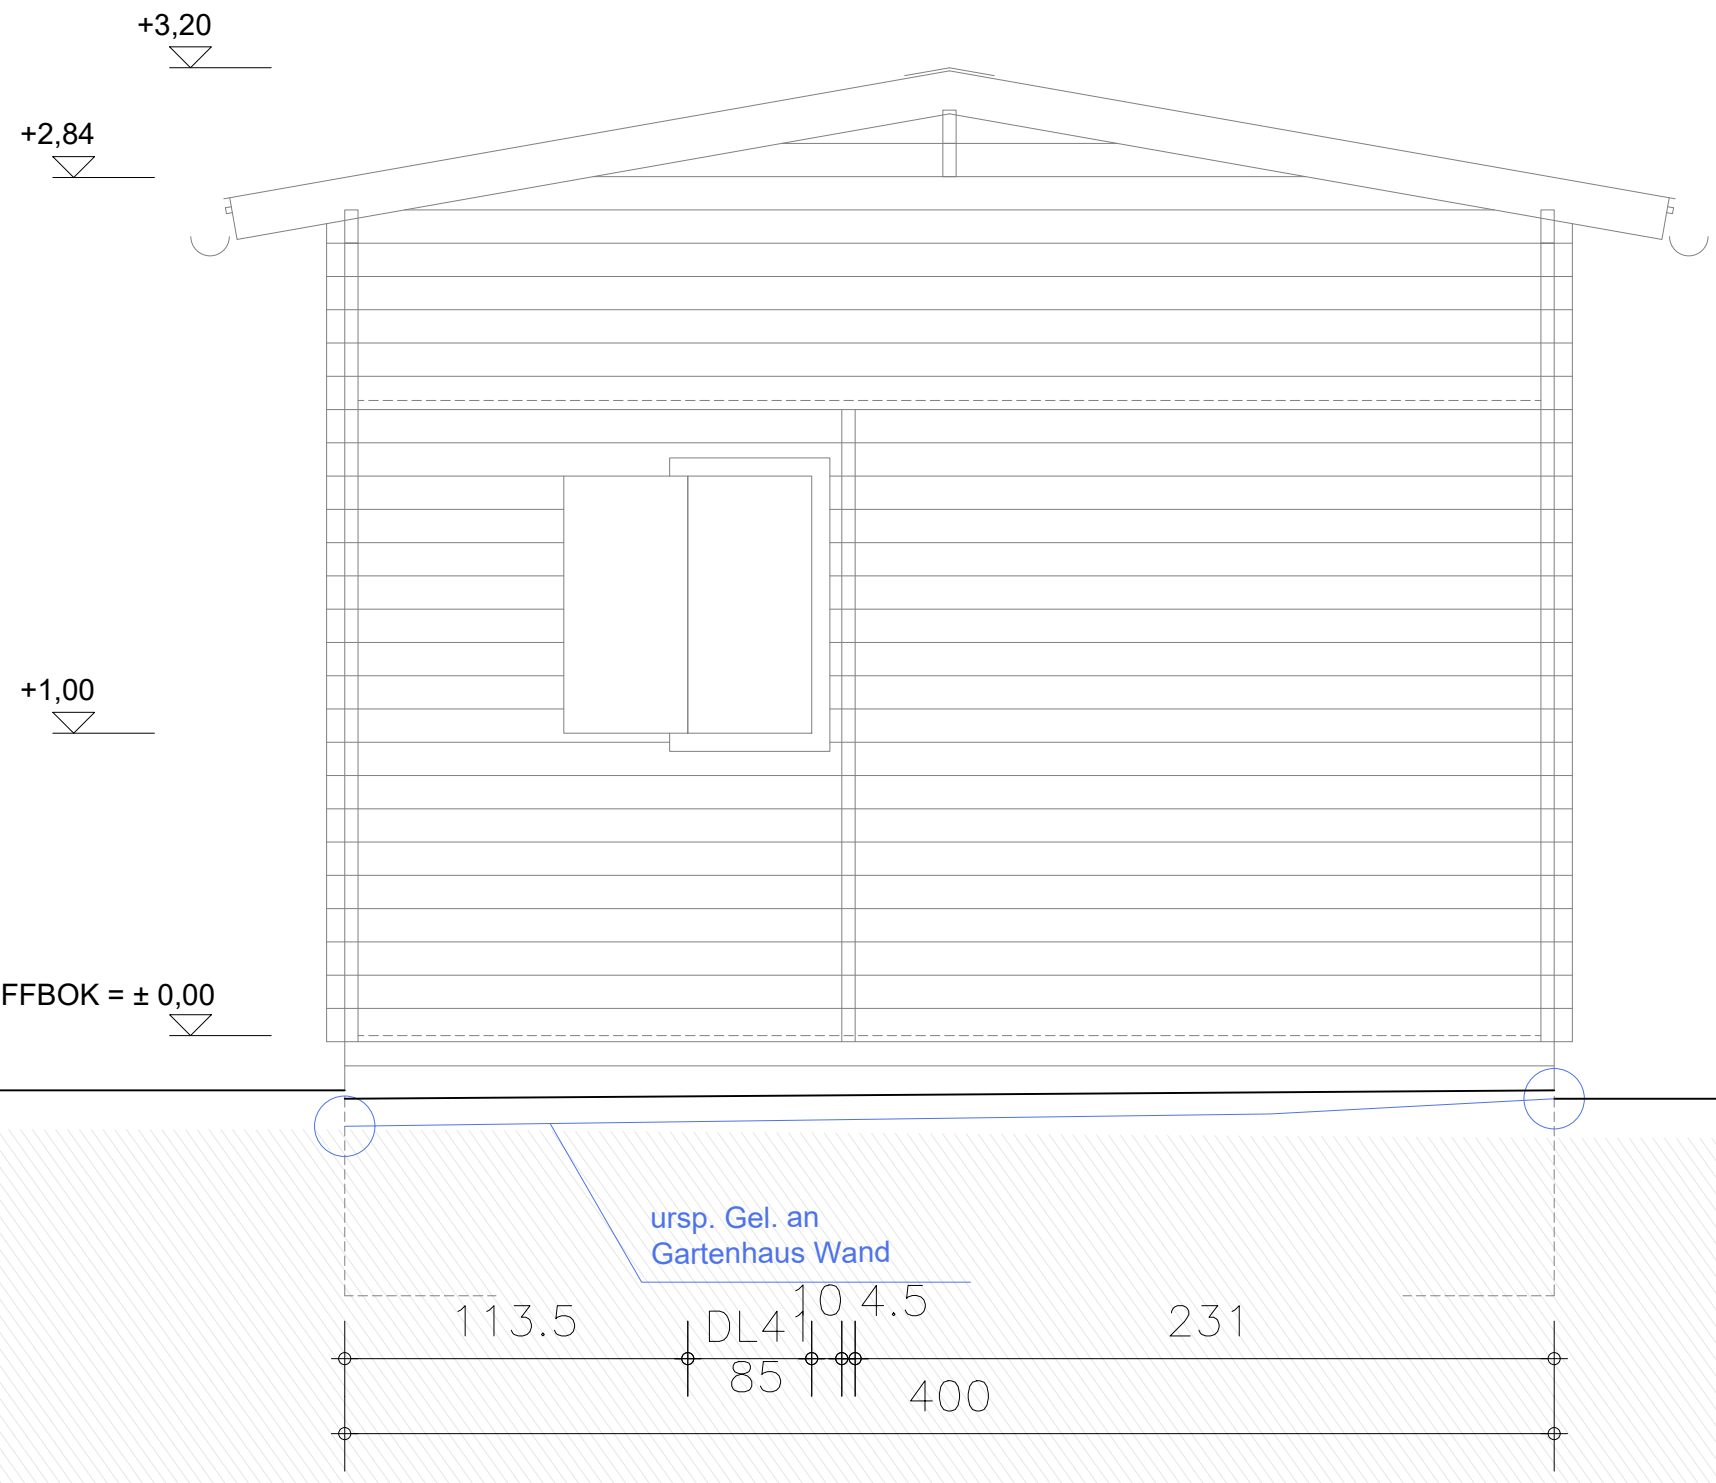 +3,20
+2,84
+1,00
FFBOK = ± 0,00
ursp. Gel. an
Gartenhaus Wand
113.5
DL41
10
4.5
231
85
400